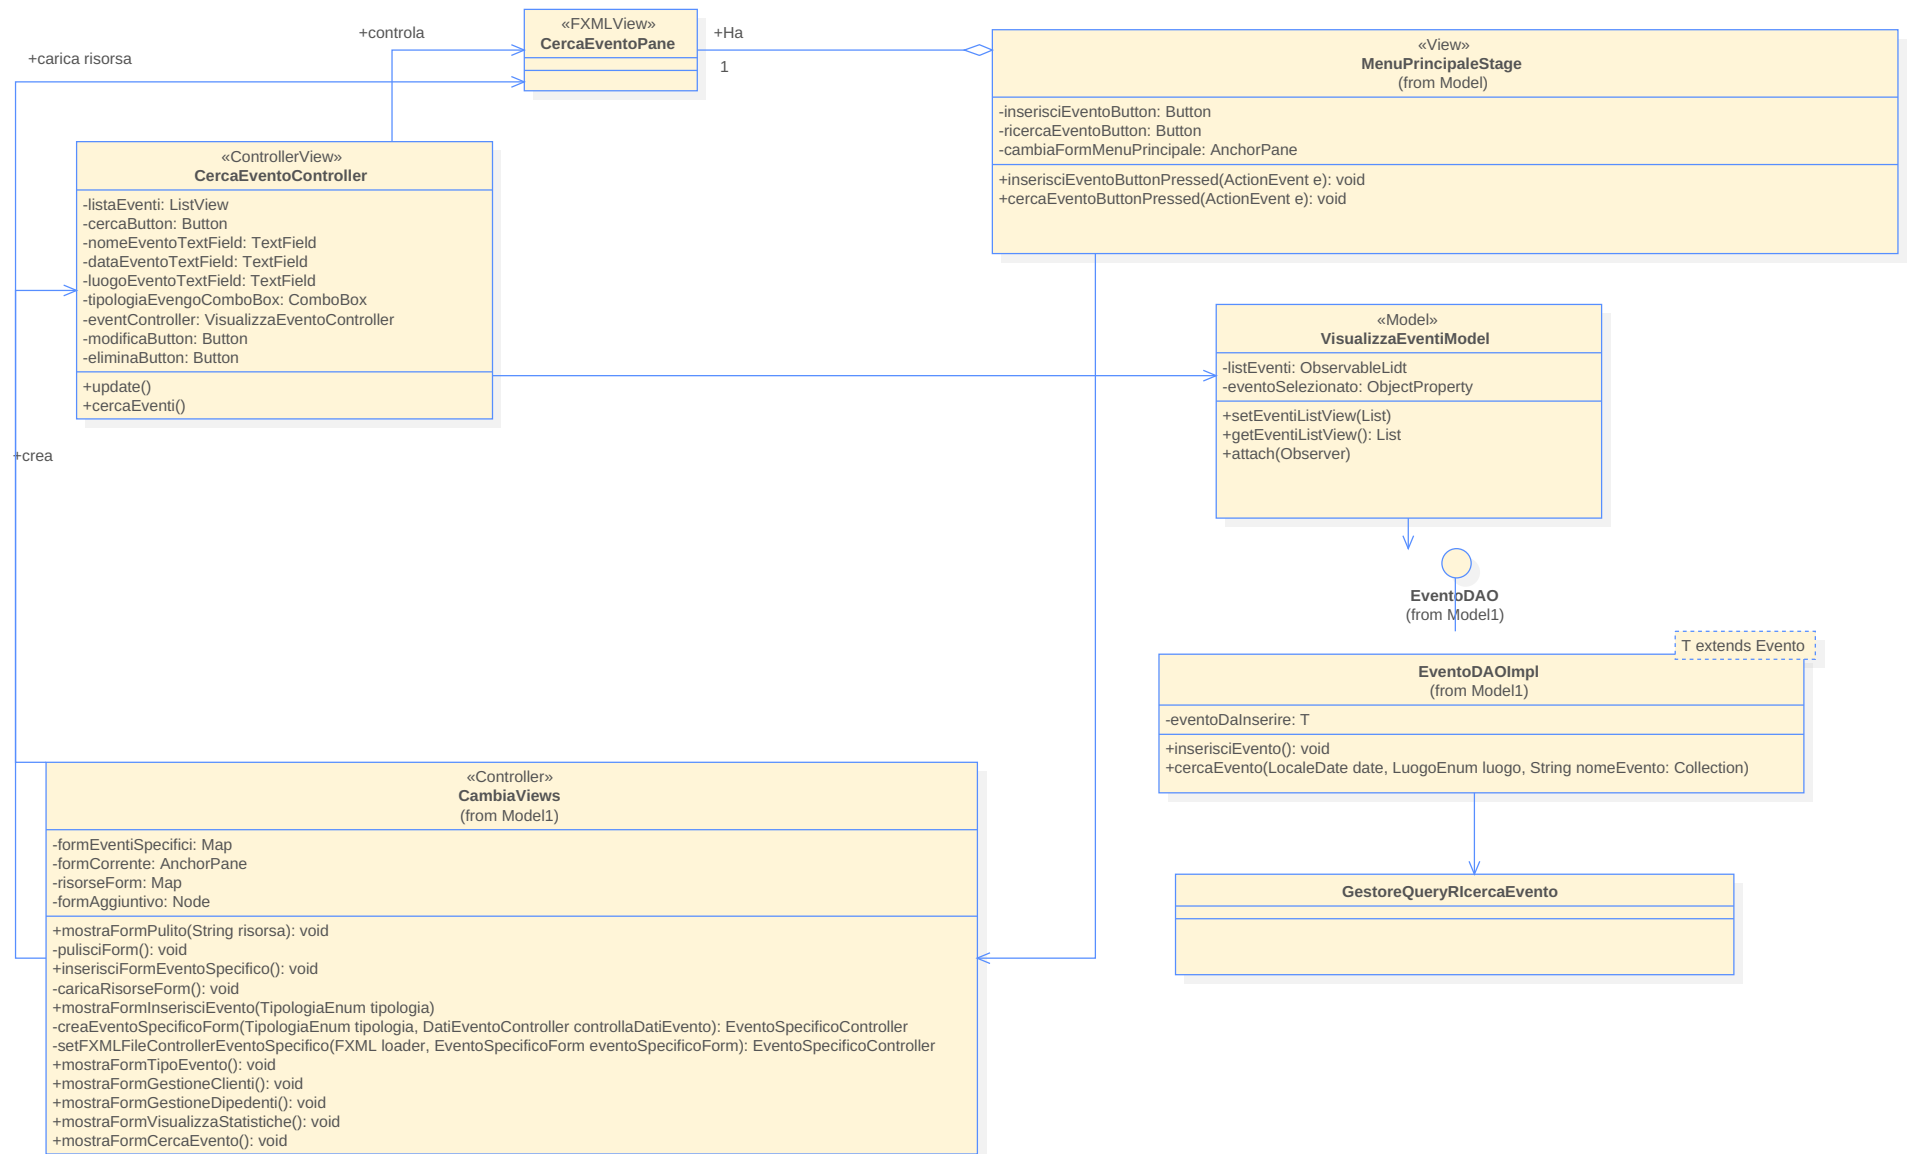 +carica risorsa
+controla
«FXMLView»
CercaEventoPane
+Ha
1
«View»
MenuPrincipaleStage
(from Model)
-inserisciEventoButton: Button
-ricercaEventoButton: Button
-cambiaFormMenuPrincipale: AnchorPane
+inserisciEventoButtonPressed(ActionEvent e): void
+cercaEventoButtonPressed(ActionEvent e): void
«ControllerView»
CercaEventoController
-listaEventi: ListView
-cercaButton: Button
-nomeEventoTextField: TextField
-dataEventoTextField: TextField
-luogoEventoTextField: TextField
-tipologiaEvengoComboBox: ComboBox
-eventController: VisualizzaEventoController
-modificaButton: Button
-eliminaButton: Button
+update()
+cercaEventi()
+crea
«Model»
VisualizzaEventiModel
-listEventi: ObservableLidt
-eventoSelezionato: ObjectProperty
+setEventiListView(List)
+getEventiListView(): List
+attach(Observer)
EventoDAO
(from Model1)
T extends Evento
EventoDAOImpl
(from Model1)
-eventoDaInserire: T
+inserisciEvento(): void
+cercaEvento(LocaleDate date, LuogoEnum luogo, String nomeEvento: Collection)
GestoreQueryRIcercaEvento
«Controller»
CambiaViews
(from Model1)
-formEventiSpecifici: Map
-formCorrente: AnchorPane
-risorseForm: Map
-formAggiuntivo: Node
+mostraFormPulito(String risorsa): void
-pulisciForm(): void
+inserisciFormEventoSpecifico(): void
-caricaRisorseForm(): void
+mostraFormInserisciEvento(TipologiaEnum tipologia)
-creaEventoSpecificoForm(TipologiaEnum tipologia, DatiEventoController controllaDatiEvento): EventoSpecificoController
-setFXMLFileControllerEventoSpecifico(FXML loader, EventoSpecificoForm eventoSpecificoForm): EventoSpecificoController
+mostraFormTipoEvento(): void
+mostraFormGestioneClienti(): void
+mostraFormGestioneDipedenti(): void
+mostraFormVisualizzaStatistiche(): void
+mostraFormCercaEvento(): void